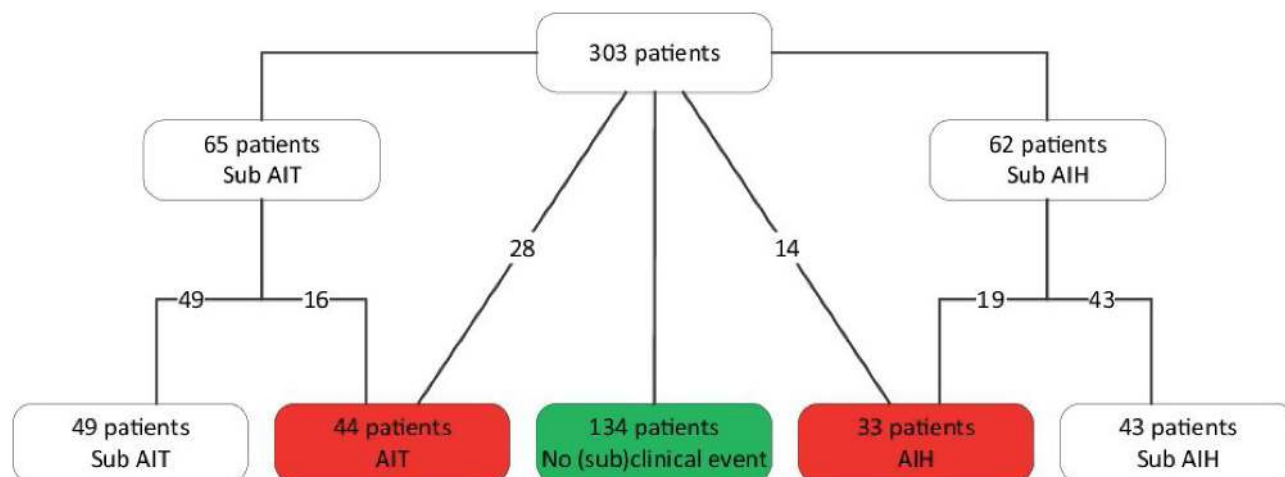 303 patients
65 patients
Sub AIT
62 patients
Sub AIH
28
14
49
16
19
43
49 patients
Sub AIT
44 patients
AIT
134 patients
No (sub)clinical event
33 patients
AIH
43 patients
Sub AIH